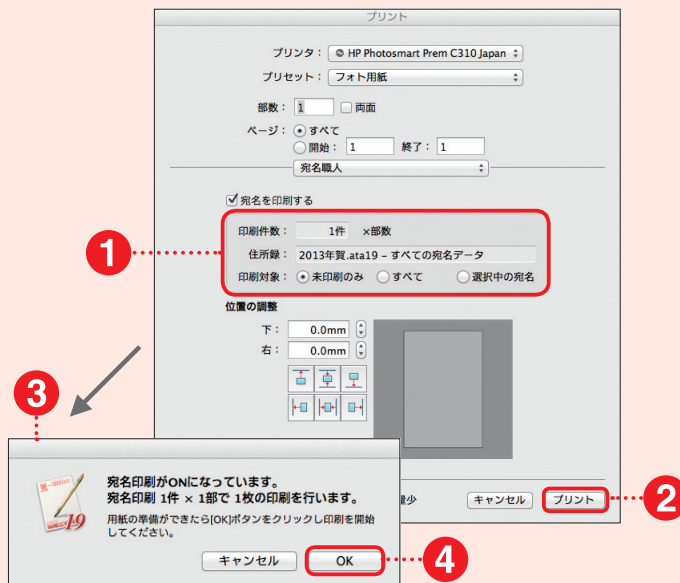 プリント
プリンタ： HP Photosmart Prem C310 Japan
プリセット： フォト用紙
部数： 1 両面
ページ： すべて
開始： 1 終了： 1
宛名職人
宛名を印刷する
1
印刷件数： 1件 ×部数
住所録： 2013年賀.ata19 – すべての宛名データ
印刷対象： 未印刷のみ すべて 選択中の宛名
位置の調整
下： 0.0mm
右： 0.0mm
量少 キャンセル プリント 2
3
宛名印刷がONになっています。
宛名印刷 1件 × 1部で 1枚の印刷を行います。
用紙の準備ができたら[OK]ボタンをクリックし印刷を開始
してください。
19
キャンセル OK 4